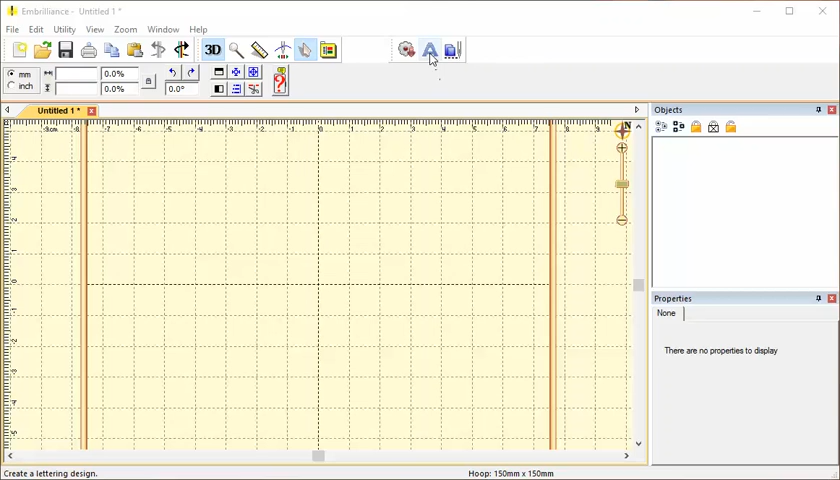 Embrilliance - Untitled 1 *
File Edit Utility View Zoom Window Help
3D
mm
inch
0.0%
0.0%
0.0°
Untitled 1 *
Objects
N
Properties
None
There are no properties to display
Create a lettering design.
Hoop: 150mm x 150mm